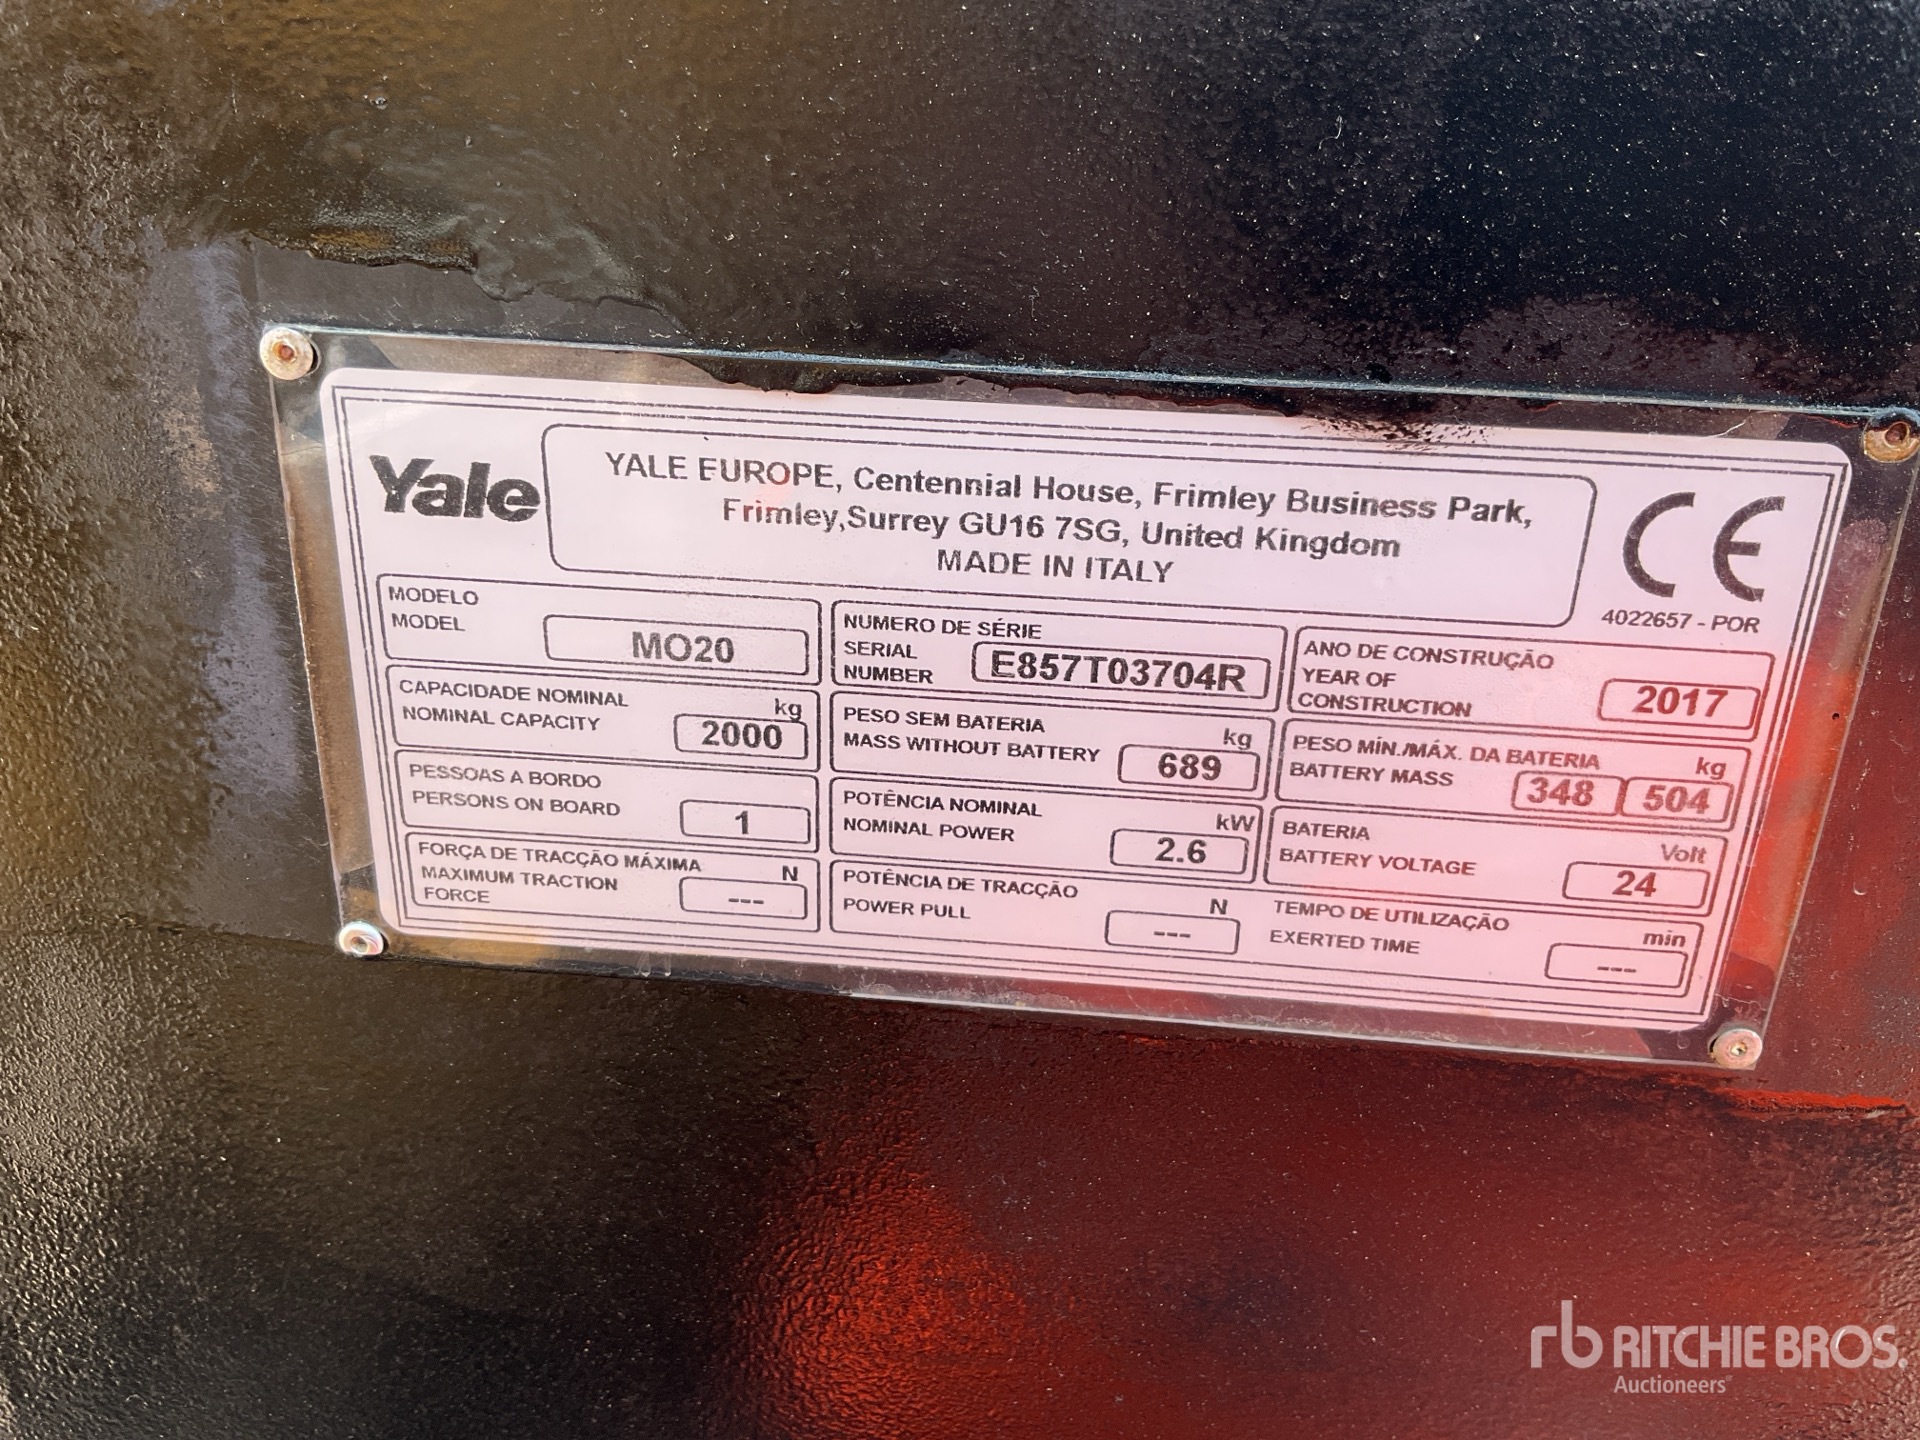 Yale
YALE EUROPE, Centennial House, Frimley Business Park,
Frimley,Surrey GU16 7SG, United Kingdom
MADE IN ITALY
CE
4022657 - POR
MODELO
MODEL
MO20
NUMERO DE SÉRIE
SERIAL
NUMBER
E857T03704R
ANO DE CONSTRUÇÃO
YEAR OF
CONSTRUCTION
2017
CAPACIDADE NOMINAL
NOMINAL CAPACITY
kg
2000
PESO SEM BATERIA
MASS WITHOUT BATTERY
kg
689
PESO MÍN./MÁX. DA BATERIA
BATTERY MASS
kg
348 504
PESSOAS A BORDO
PERSONS ON BOARD
1
POTÊNCIA NOMINAL
NOMINAL POWER
kW
2.6
BATERIA
BATTERY VOLTAGE
Volt
24
FORÇA DE TRACÇÃO MÁXIMA
MAXIMUM TRACTION
FORCE
N
---
POTÊNCIA DE TRACÇÃO
POWER PULL
N
---
TEMPO DE UTILIZAÇÃO
EXERTED TIME
min
---
rb RITCHIE BROS.
Auctioneers